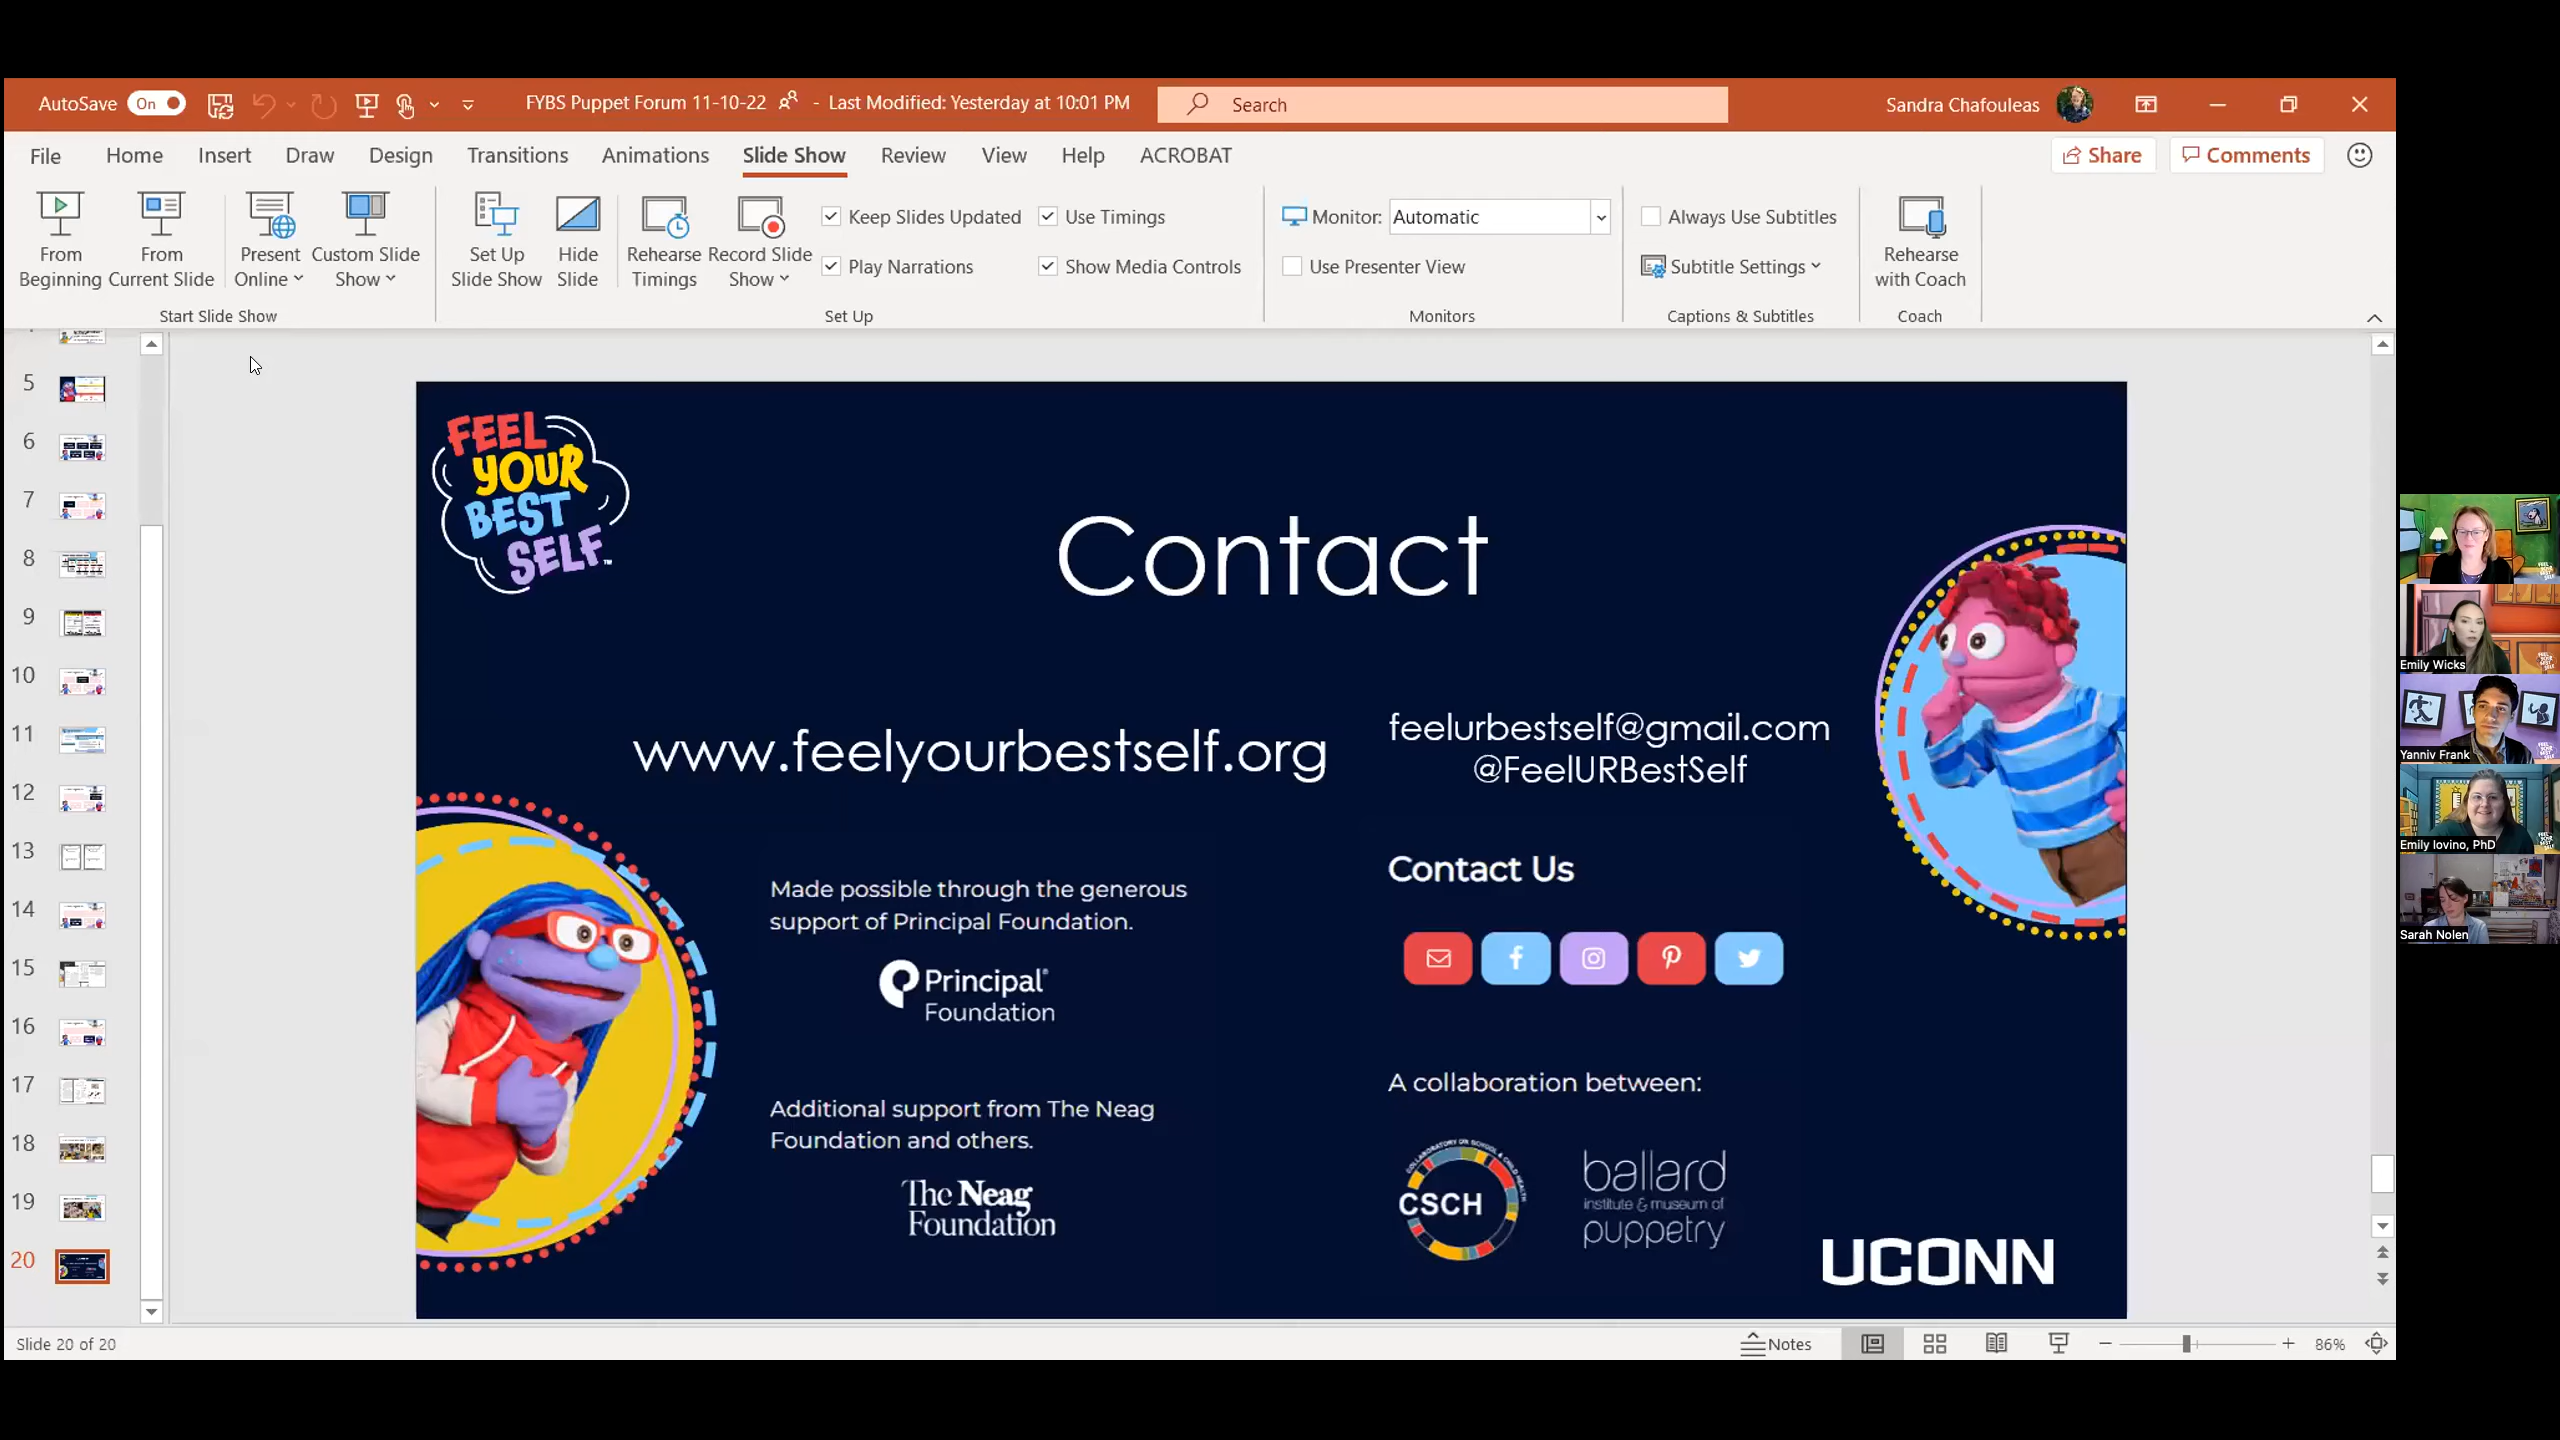 AutoSave On
FYBS Puppet Forum 11-10-22 - Last Modified: Yesterday at 10:01 PM
Search
Sandra Chafouleas
File Home Insert Draw Design Transitions Animations Slide Show Review View Help ACROBAT
Share Comments
From Beginning
From Current Slide
Present Online
Custom Slide Show
Start Slide Show
Set Up Slide Show
Hide Slide
Rehearse Timings
Record Slide Show
Keep Slides Updated
Play Narrations
Use Timings
Show Media Controls
Set Up
Monitor: Automatic
Use Presenter View
Monitors
Always Use Subtitles
Subtitle Settings
Captions & Subtitles
Rehearse with Coach
Coach
5
6
7
8
9
10
11
12
13
14
15
16
17
18
19
20
FEEL
YOUR
BEST
SELF™
Contact
www.feelyourbestself.org
feelurbestself@gmail.com
@FeelURBestSelf
Made possible through the generous
support of Principal Foundation.
Principal®
Foundation
Additional support from The Neag
Foundation and others.
The Neag
Foundation
Contact Us
A collaboration between:
COLLABORATORY ON SCHOOL & CHILD HEALTH
CSCH
ballard
institute & museum of
puppetry
UCONN
Emily Wicks
Yanniv Frank
Emily Iovino, PhD
Sarah Nolen
Slide 20 of 20
Notes
86%